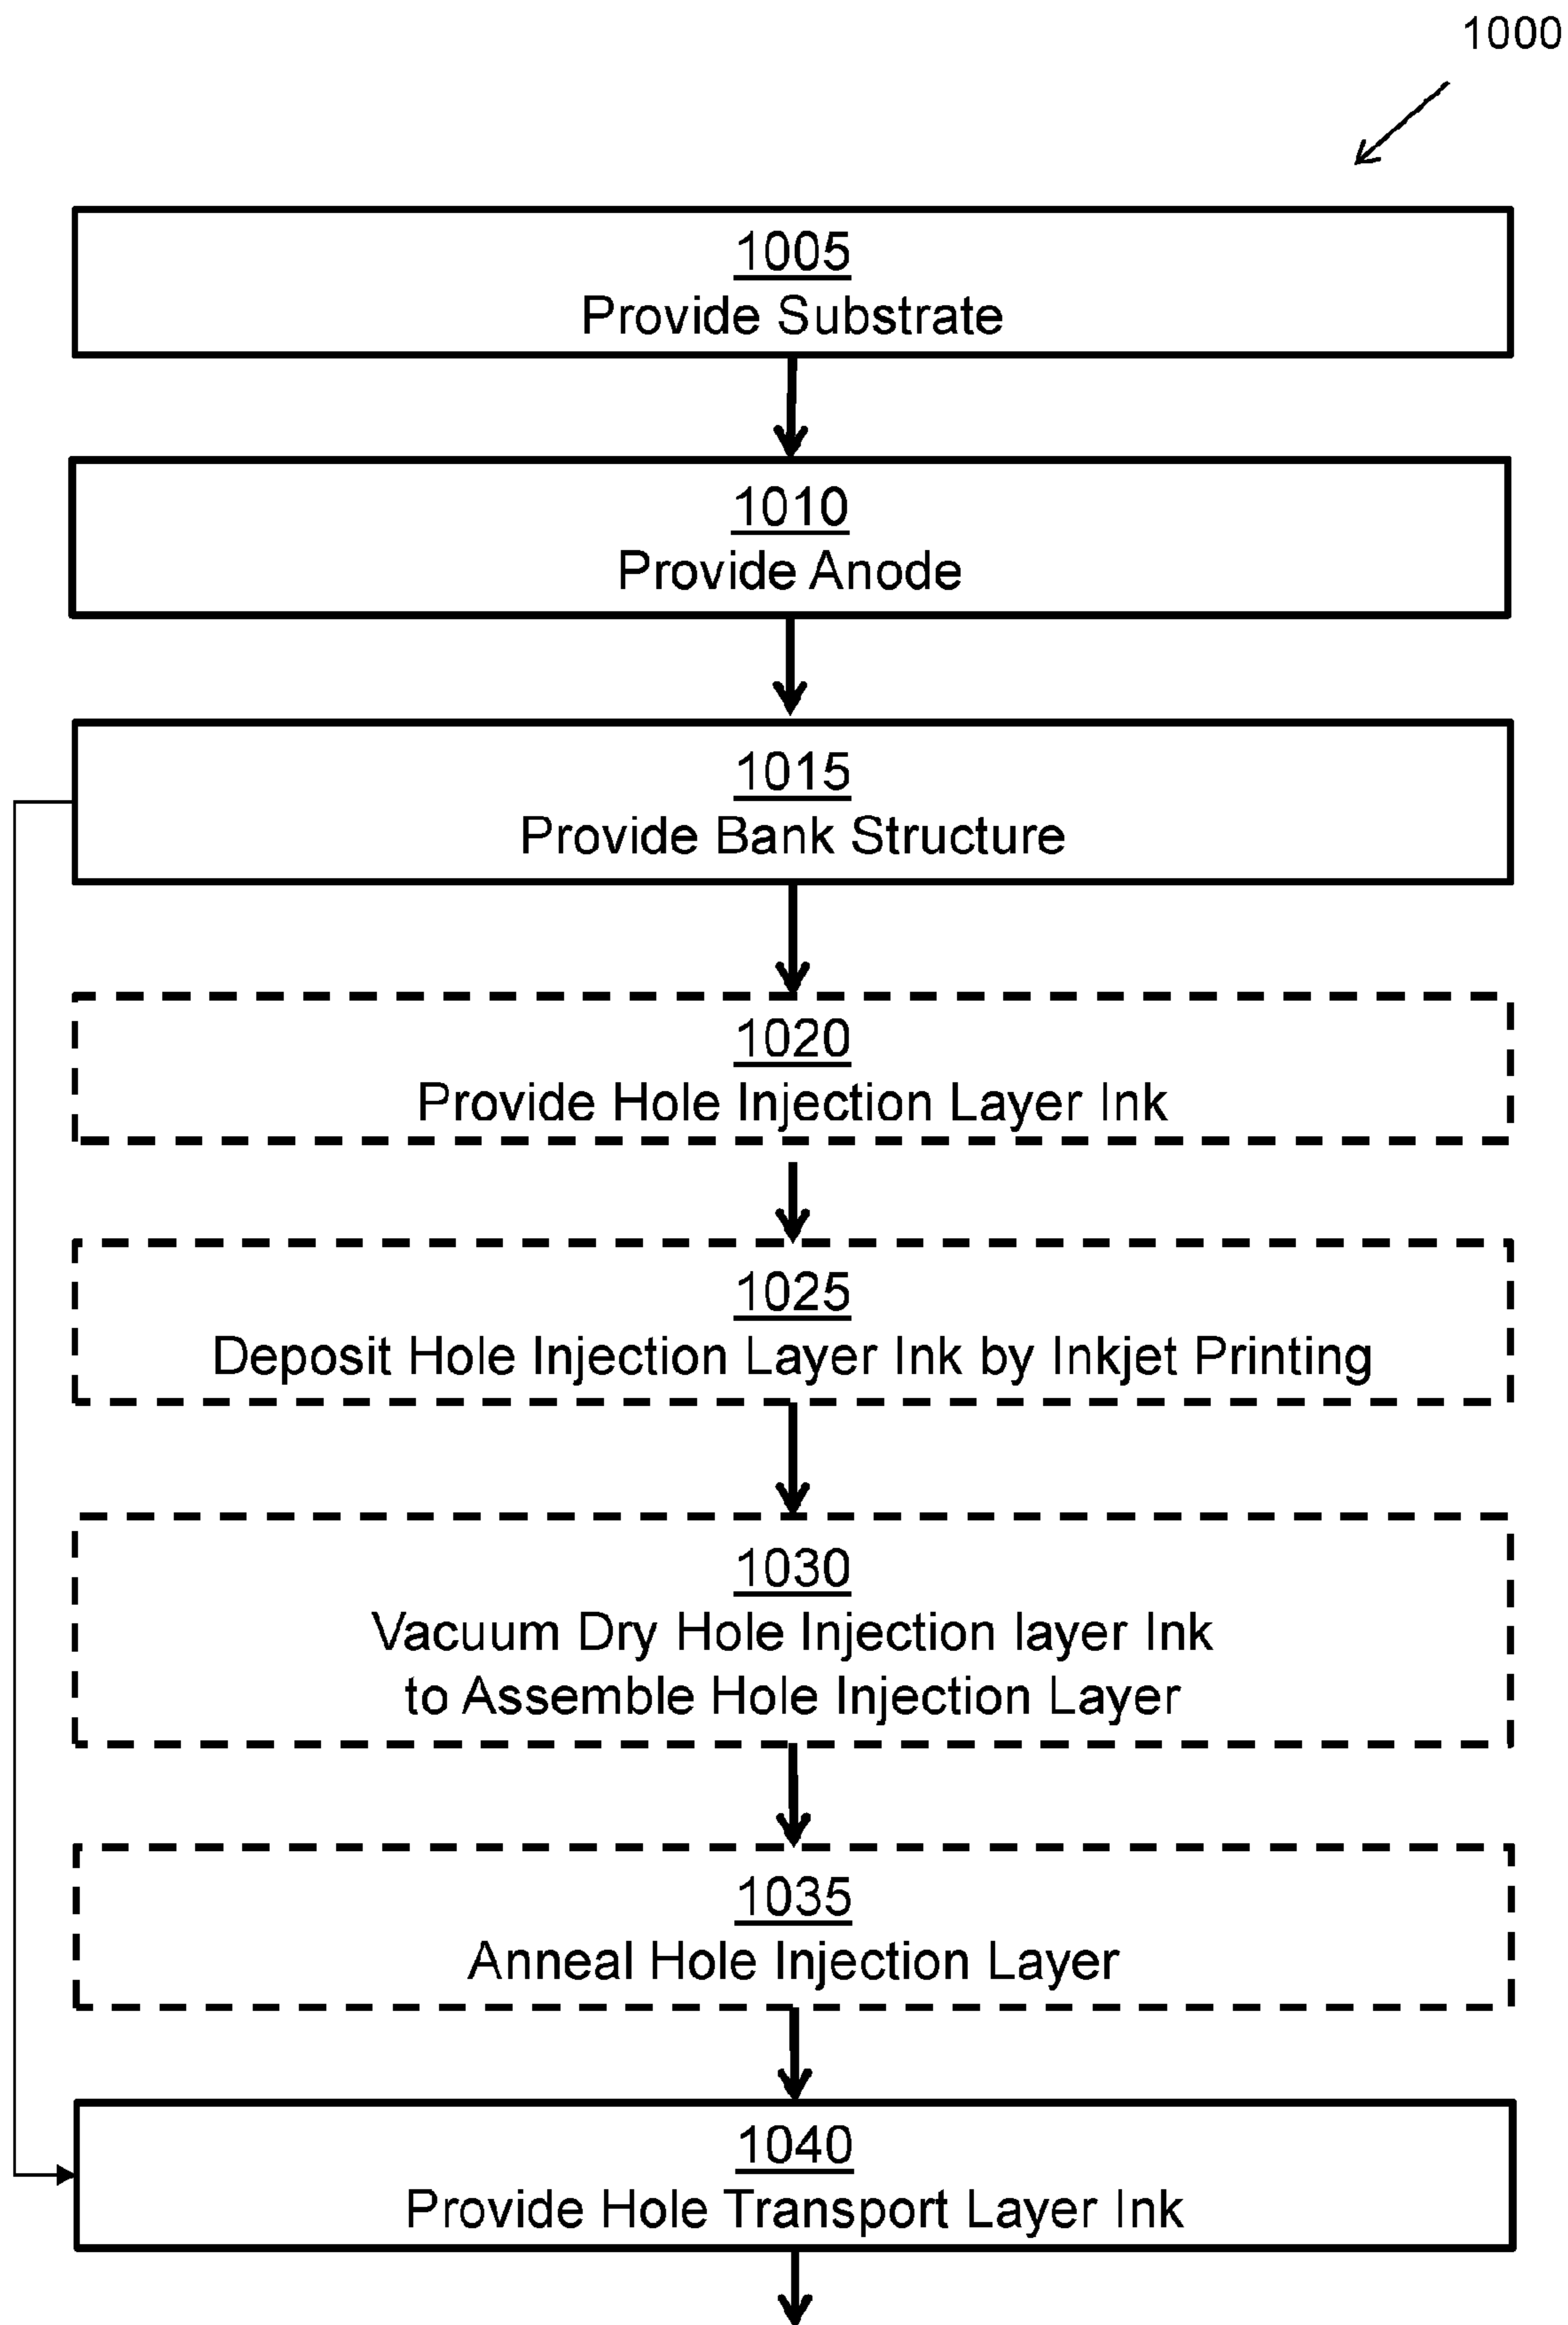 1000
1005
Provide Substrate
1010
Provide Anode
1015
Provide Bank Structure
1020
Provide Hole Injection Layer Ink
1025
Deposit Hole Injection Layer Ink by Inkjet Printing
1030
Vacuum Dry Hole Injection layer Ink
to Assemble Hole Injection Layer
1035
Anneal Hole Injection Layer
1040
Provide Hole Transport Layer Ink